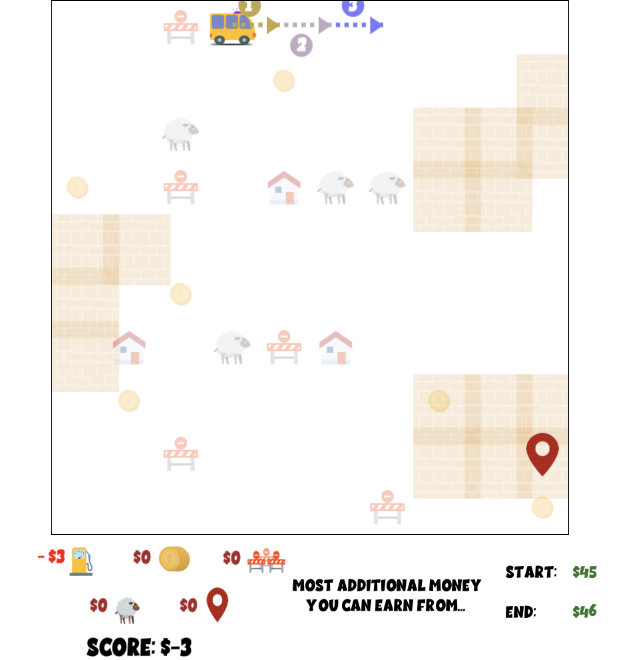 1
3
2
- $3
$0
$0
$0
$0
MOST ADDITIONAL MONEY
YOU CAN EARN FROM...
START: $45
END: $46
SCORE: $-3